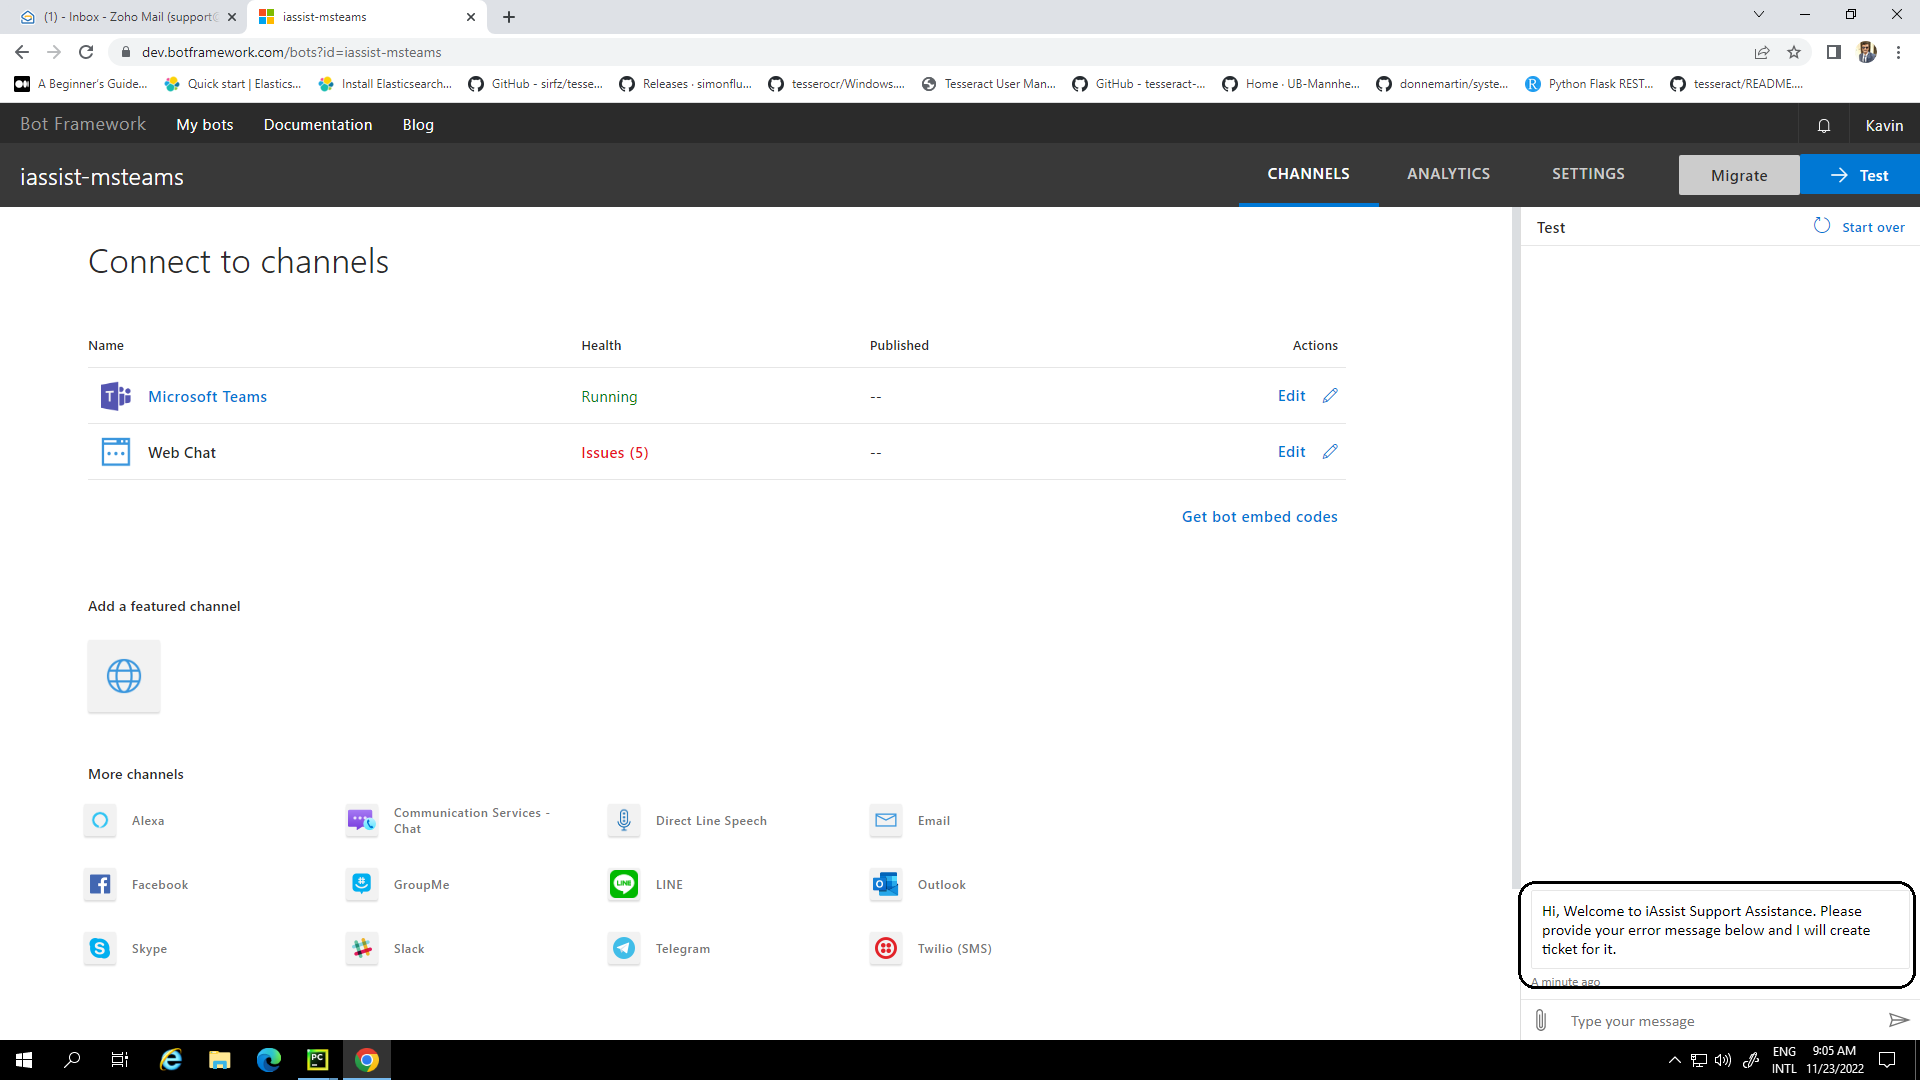 (1) - Inbox - Zoho Mail (support@
iassist-msteams
dev.botframework.com/bots?id=iassist-msteams
A Beginner's Guide...
Quick start | Elastics...
Install Elasticsearch...
GitHub - sirfz/tesse...
Releases · simonflu...
tesserocr/Windows....
Tesseract User Man...
GitHub - tesseract-...
Home · UB-Mannhe...
donnemartin/syste...
Python Flask REST...
tesseract/README....
Bot Framework
My bots
Documentation
Blog
Kavin
iassist-msteams
CHANNELS
ANALYTICS
SETTINGS
Migrate
Test
Test
Start over
Connect to channels
Name
Health
Published
Actions
Microsoft Teams
Running
--
Edit
Web Chat
Issues (5)
--
Edit
Get bot embed codes
Add a featured channel
More channels
Alexa
Communication Services -
Chat
Direct Line Speech
Email
Facebook
GroupMe
LINE
Outlook
Skype
Slack
Telegram
Twilio (SMS)
Hi, Welcome to iAssist Support Assistance. Please
provide your error message below and I will create
ticket for it.
A minute ago
Type your message
ENG
INTL
9:05 AM
11/23/2022